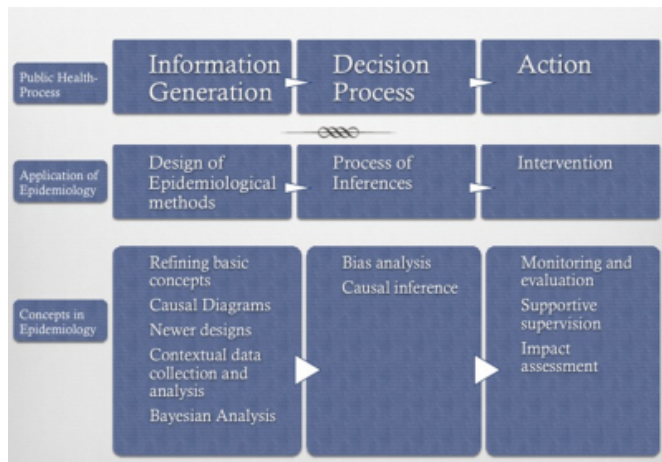 Public Health-
Process
Information
Generation
Decision
Process
Action
Application of
Epidemiology
Design of
Epidemiological
methods
Process of
Inferences
Intervention
Concepts in
Epidemiology
Refining basic
concepts
Causal Diagrams
Newer designs
Contextual data
collection and
analysis
Bayesian Analysis
Bias analysis
Causal inference
Monitoring and
evaluation
Supportive
supervision
Impact
assessment